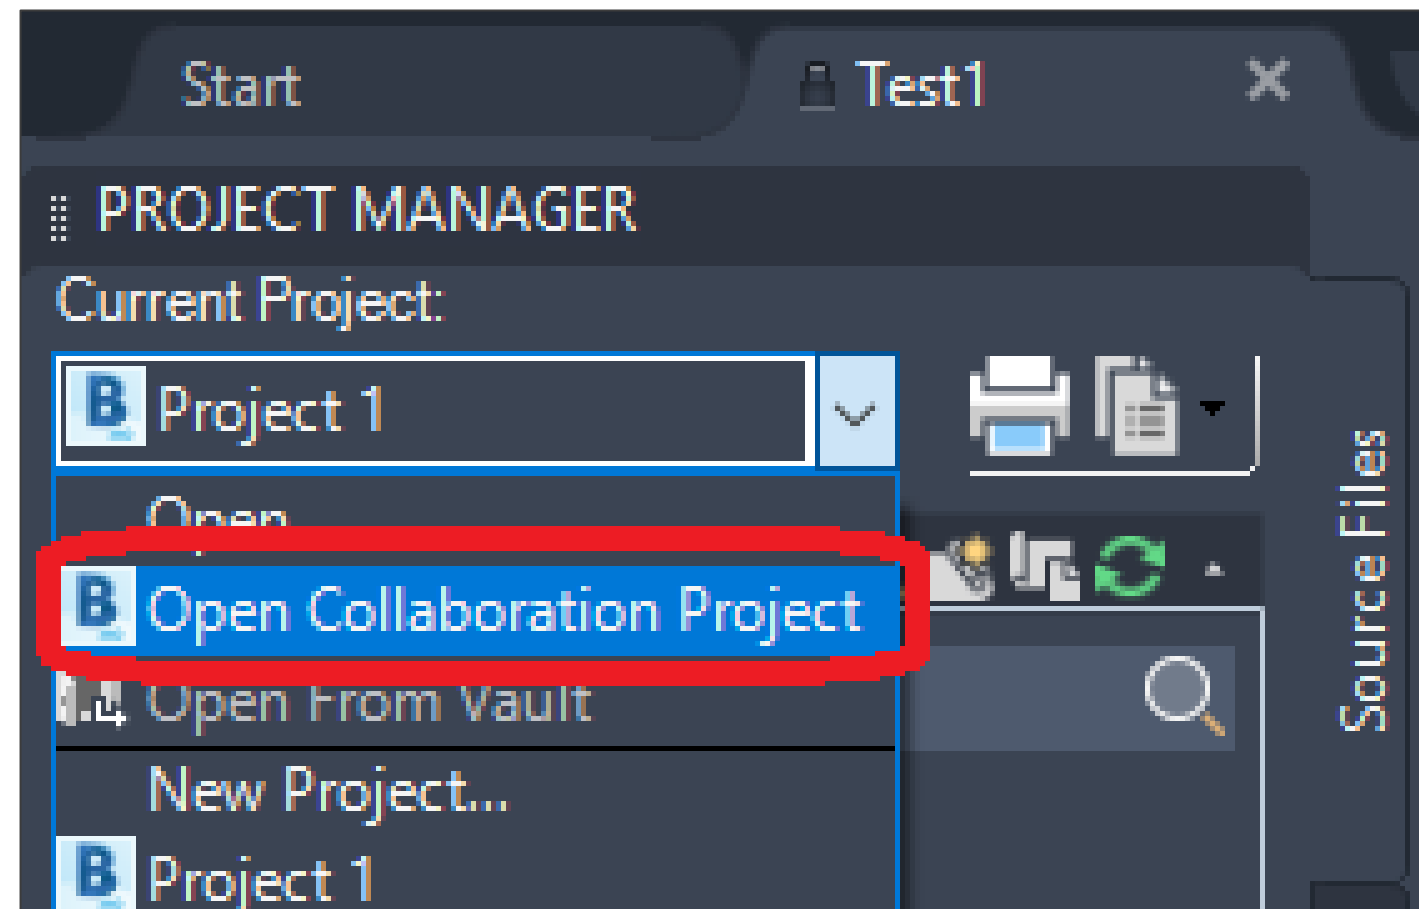 Start
Test1
PROJECT MANAGER
Current Project:
Project 1
Open
Open Collaboration Project
Open From Vault
New Project...
Project 1
Source Files